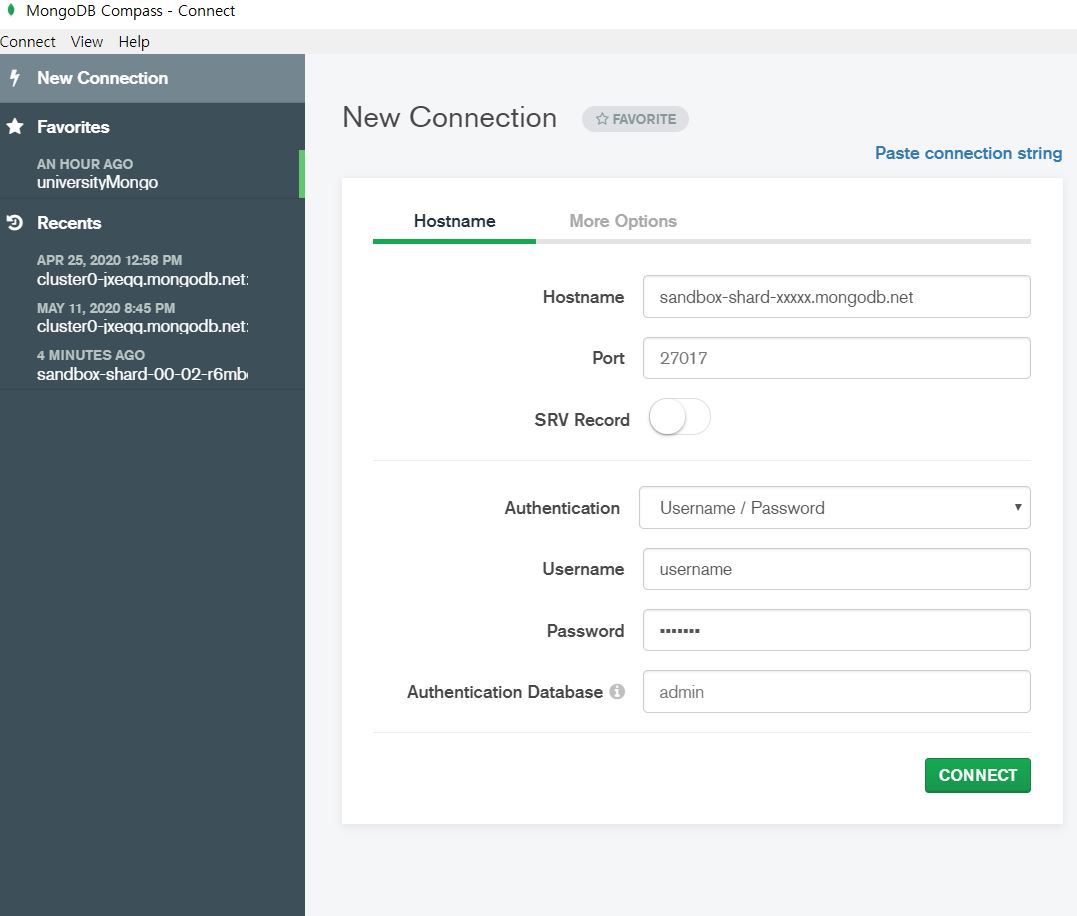 MongoDB Compass - Connect
Connect View Help
New Connection
Favorites
AN HOUR AGO
universityMongo
Recents
APR 25, 2020 12:58 PM
cluster0-jxeqq.mongodb.net:
MAY 11, 2020 8:45 PM
cluster0-jxeqq.mongodb.net:
4 MINUTES AGO
sandbox-shard-00-02-r6mb
New Connection FAVORITE
Paste connection string
Hostname More Options
Hostname sandbox-shard-xxxxx.mongodb.net
Port 27017
SRV Record
Authentication Username / Password
Username username
Password •••••••
Authentication Database admin
CONNECT